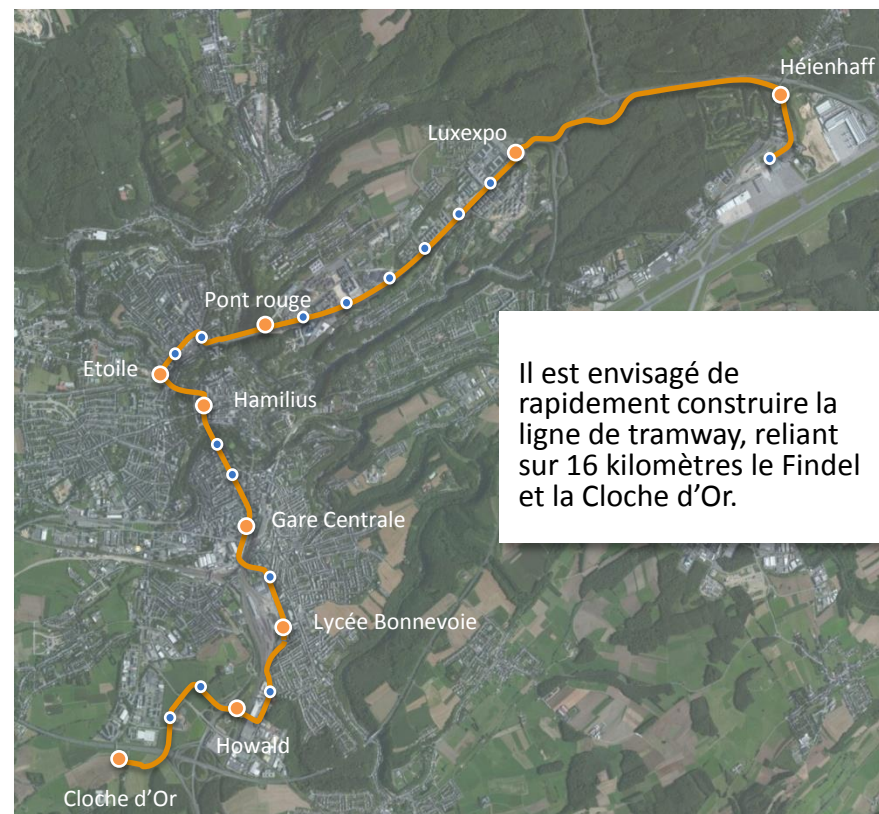 Héienhaff
Luxexpo
Pont rouge
Etoile
Hamilius
Il est envisagé de
rapidement construire la
ligne de tramway, reliant
sur 16 kilomètres le Findel
et la Cloche d’Or.
Gare Centrale
Lycée Bonnevoie
Howald
Cloche d’Or